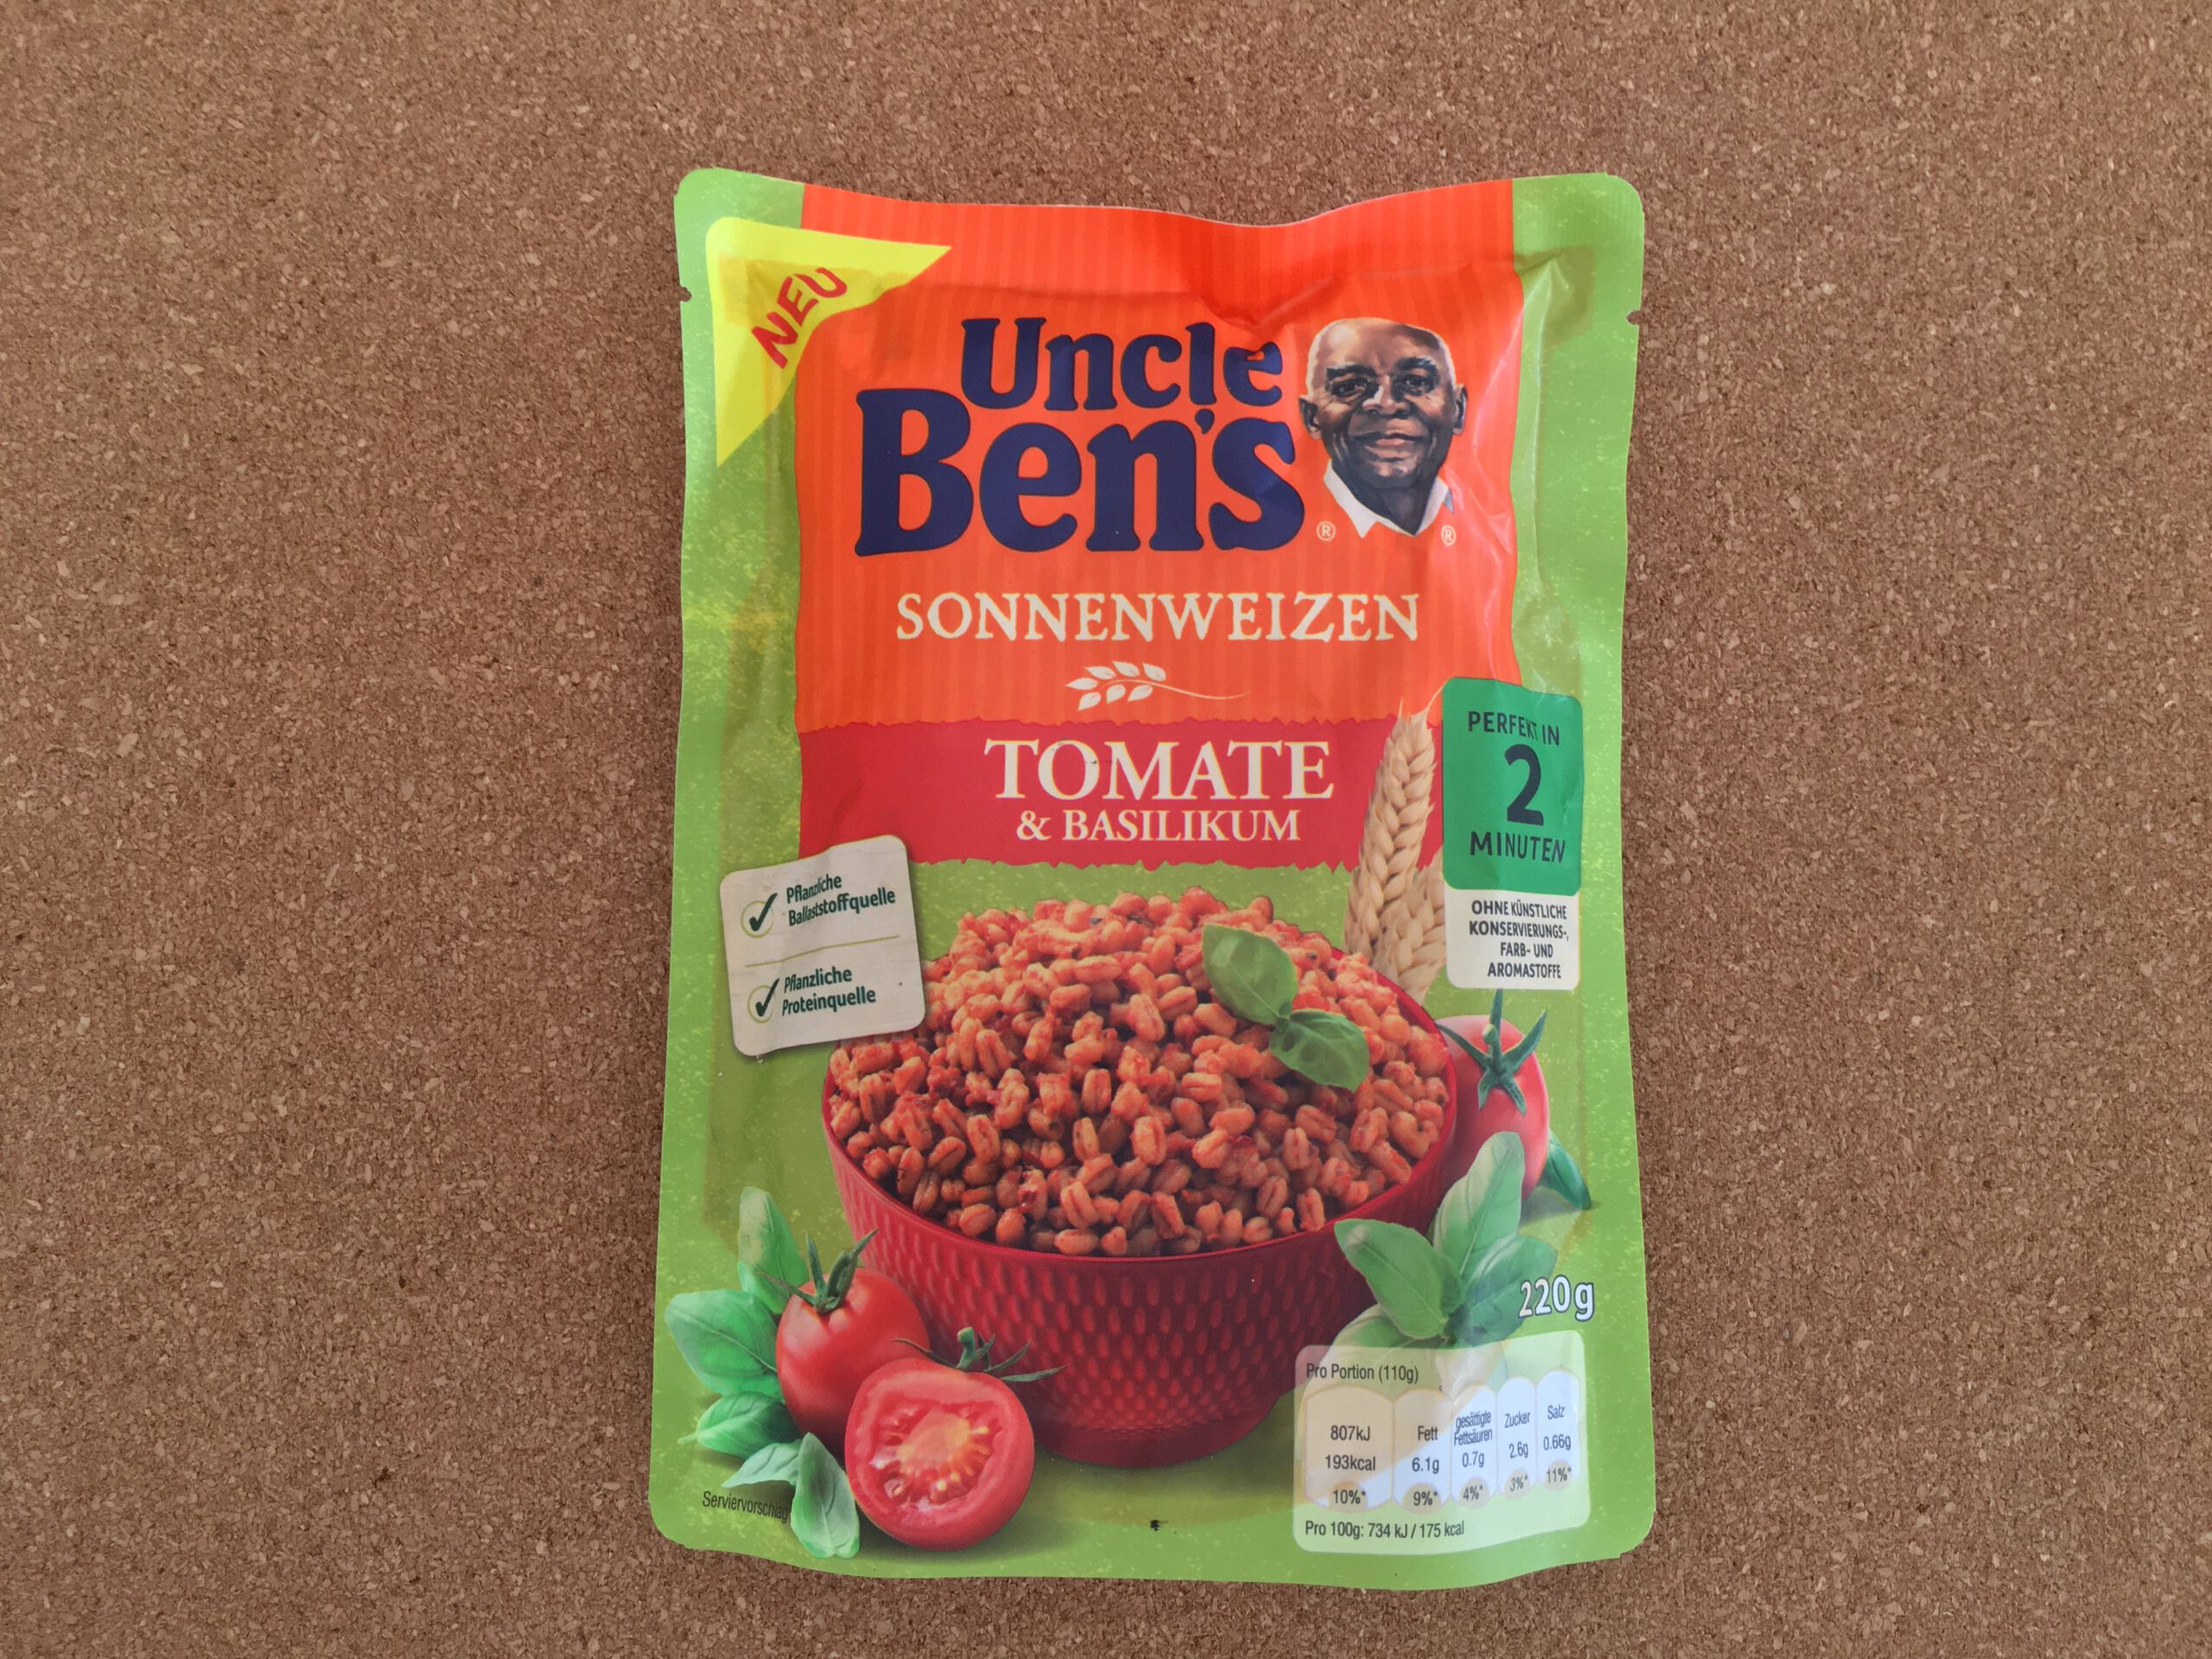 NEU
Uncle
Ben's
® ®
SONNENWEIZEN
TOMATE
& BASILIKUM
PERFEKT IN
2
MINUTEN
OHNE KÜNSTLICHE
KONSERVIERUNGS-,
FARB- UND
AROMASTOFFE
Pflanzliche
Ballaststoffquelle
Pflanzliche
Proteinquelle
220g
Pro Portion (110g)
807kJ
193kcal
10%*
Fett
6.1g
9%*
gesättigte
Fettsäuren
0.7g
4%*
Zucker
2.6g
3%*
Salz
0.66g
11%*
Pro 100g: 734 kJ / 175 kcal
Serviervorschlag